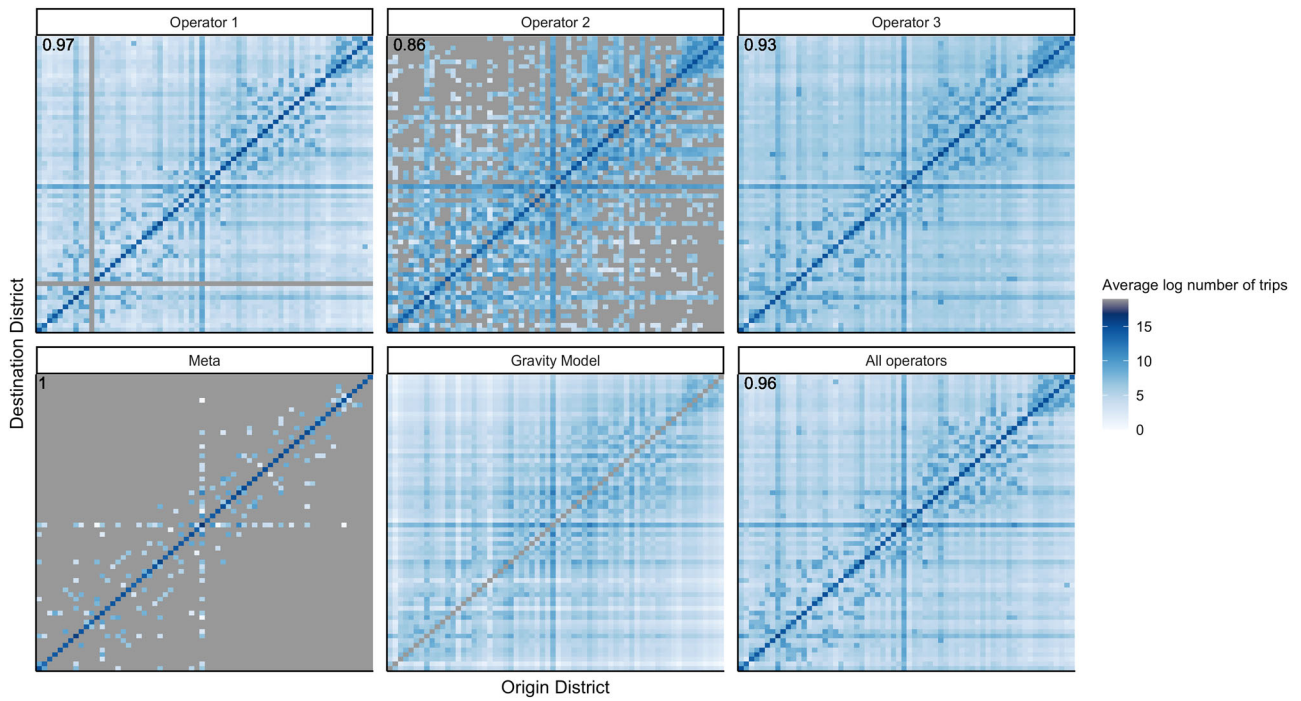 Operator 1
Operator 2
Operator 3
0.97
0.86
0.93
Meta
Gravity Model
All operators
1
0.96
Destination District
Origin District
Average log number of trips
15
10
5
0